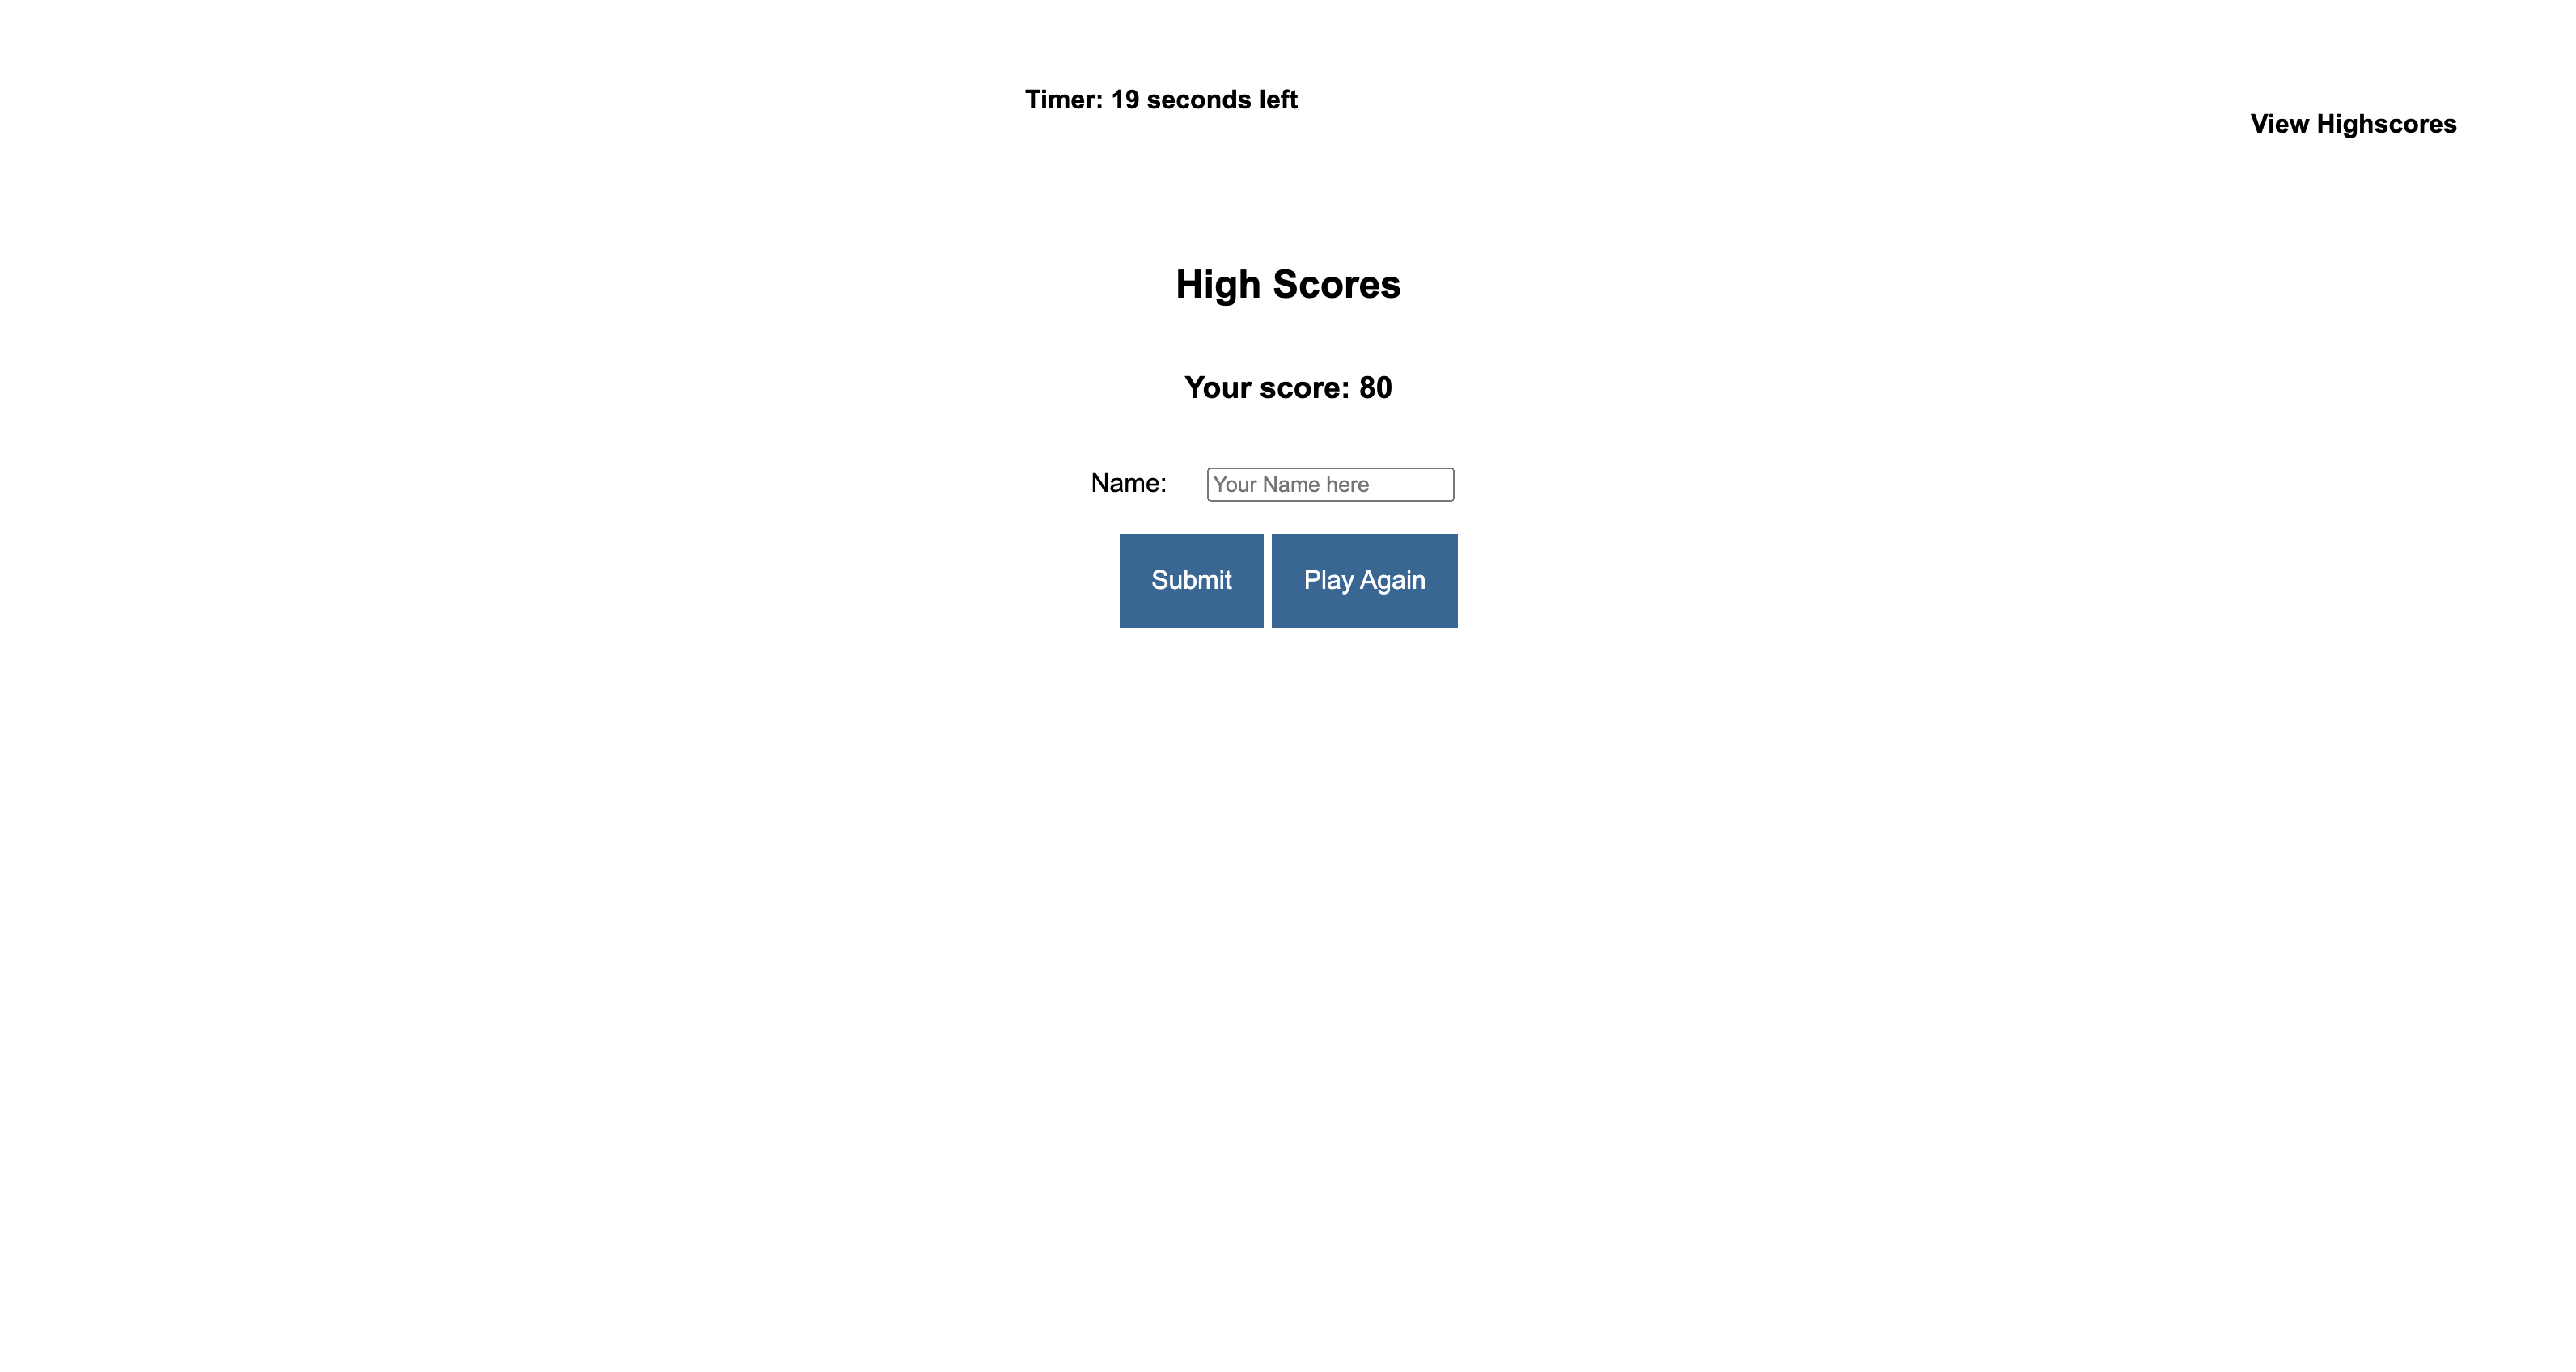 Timer: 19 seconds left
View Highscores
High Scores
Your score: 80
Name: Your Name here
Submit Play Again